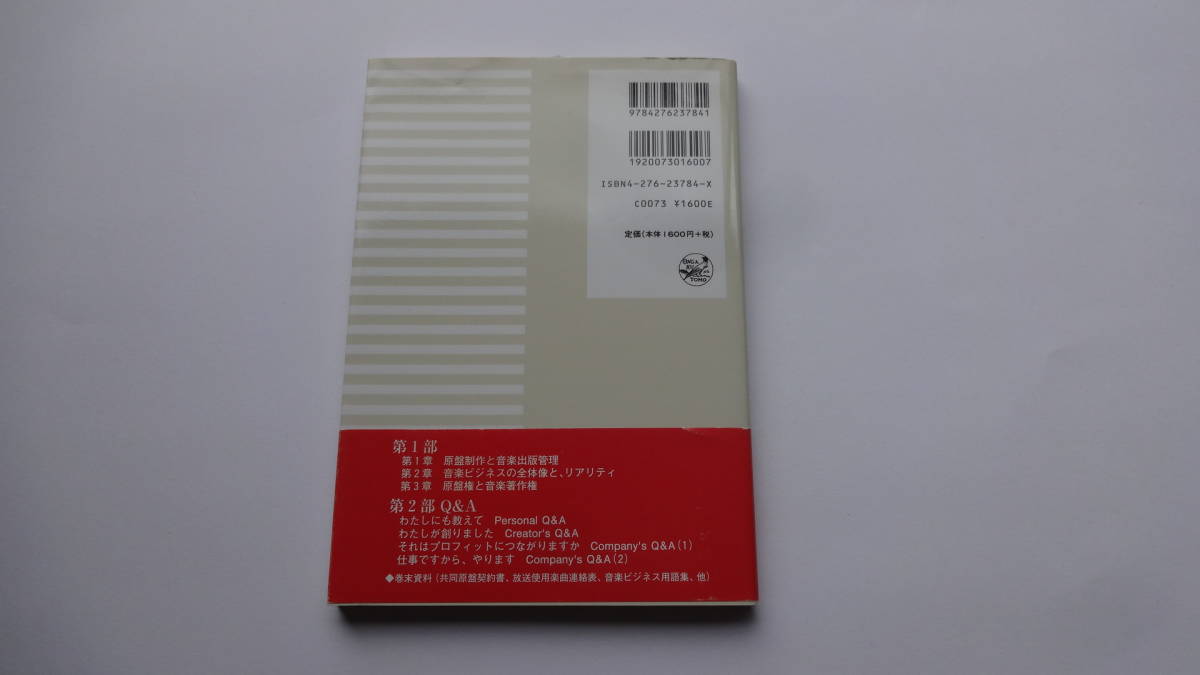 9784276237841
1920073016007
ISBN4-276-23784-X
C0073 ¥1600E
定価(本体1600円+税)
TOMO
第1部
第1章 原盤制作と音楽出版管理
第2章 音楽ビジネスの全体像と、リアリティ
第3章 原盤権と音楽著作権
第2部 Q&A
わたしにも教えて Personal Q&A
わたしが創りました Creator's Q&A
それはプロフィットにつながりますか Company's Q&A(1)
仕事ですから、やります Company's Q&A(2)
◆巻末資料(共同原盤契約書、放送使用楽曲連絡表、音楽ビジネス用語集、他)